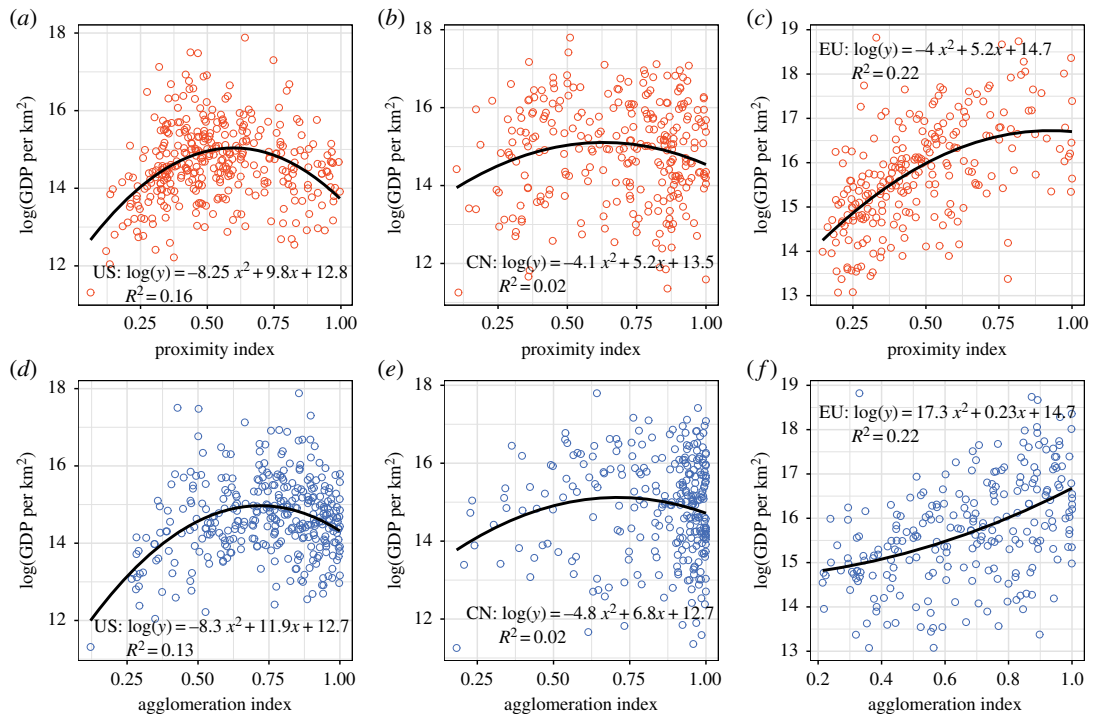 (a)
18
16
14
12
log(GDP per km²)
US: log(y) = −8.25 x² + 9.8x + 12.8
R² = 0.16
0.25 0.50 0.75 1.00
proximity index
(b)
18
16
14
12
log(GDP per km²)
CN: log(y) = −4.1 x² + 5.2x + 13.5
R² = 0.02
0.25 0.50 0.75 1.00
proximity index
(c)
19
18
17
16
15
14
13
log(GDP per km²)
EU: log(y) = −4 x² + 5.2x + 14.7
R² = 0.22
0.25 0.50 0.75 1.00
proximity index
(d)
18
16
14
12
log(GDP per km²)
US: log(y) = −8.3 x² + 11.9x + 12.7
R² = 0.13
0.25 0.50 0.75 1.00
agglomeration index
(e)
18
16
14
12
log(GDP per km²)
CN: log(y) = −4.8 x² + 6.8x + 12.7
R² = 0.02
0.25 0.50 0.75 1.00
agglomeration index
(f)
19
18
17
16
15
14
13
log(GDP per km²)
EU: log(y) = 17.3 x² + 0.23x + 14.7
R² = 0.22
0.2 0.4 0.6 0.8 1.0
agglomeration index